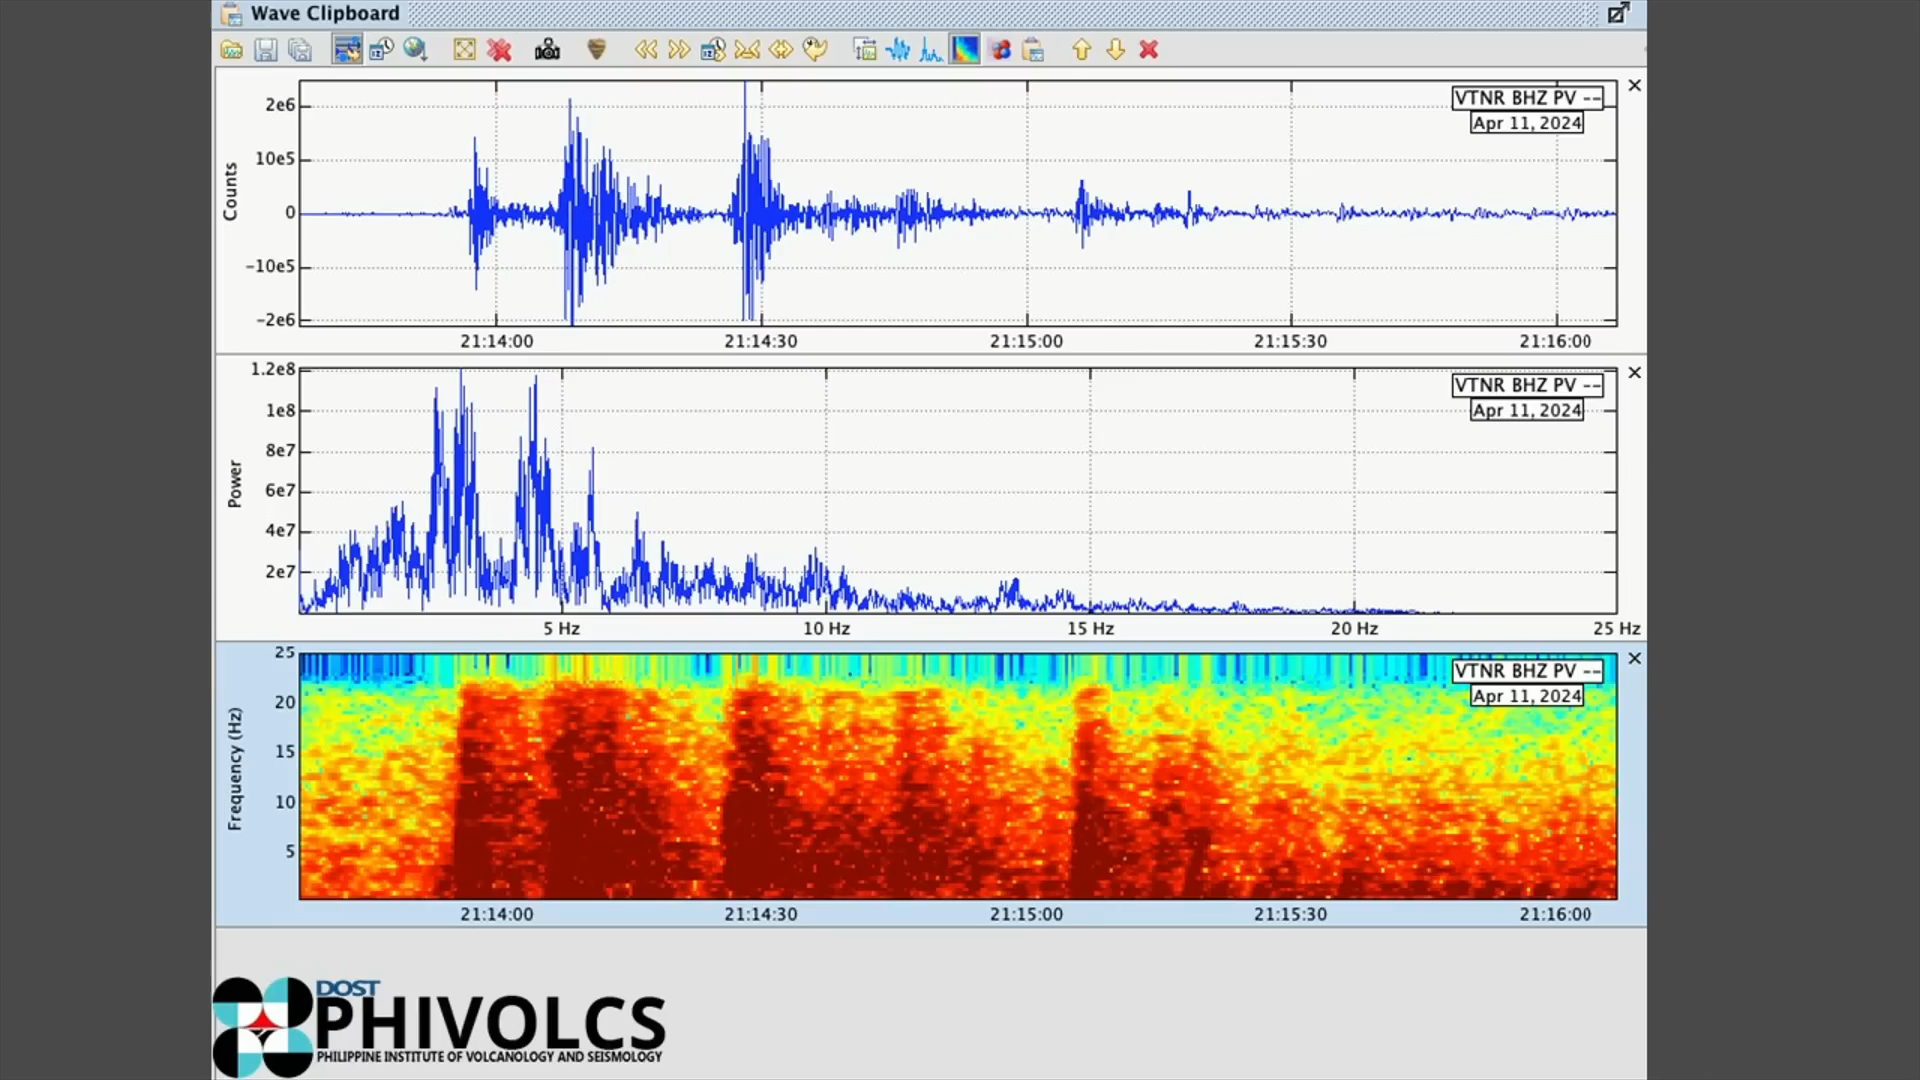 Wave Clipboard
2e6
10e5
0
-10e5
-2e6
Counts
VTNR BHZ PV --
Apr 11, 2024
21:14:00 21:14:30 21:15:00 21:15:30 21:16:00
1.2e8
1e8
8e7
6e7
4e7
2e7
Power
VTNR BHZ PV --
Apr 11, 2024
5 Hz 10 Hz 15 Hz 20 Hz 25 Hz
25
20
15
10
5
Frequency (Hz)
VTNR BHZ PV --
Apr 11, 2024
21:14:00 21:14:30 21:15:00 21:15:30 21:16:00
DOST
PHIVOLCS
PHILIPPINE INSTITUTE OF VOLCANOLOGY AND SEISMOLOGY